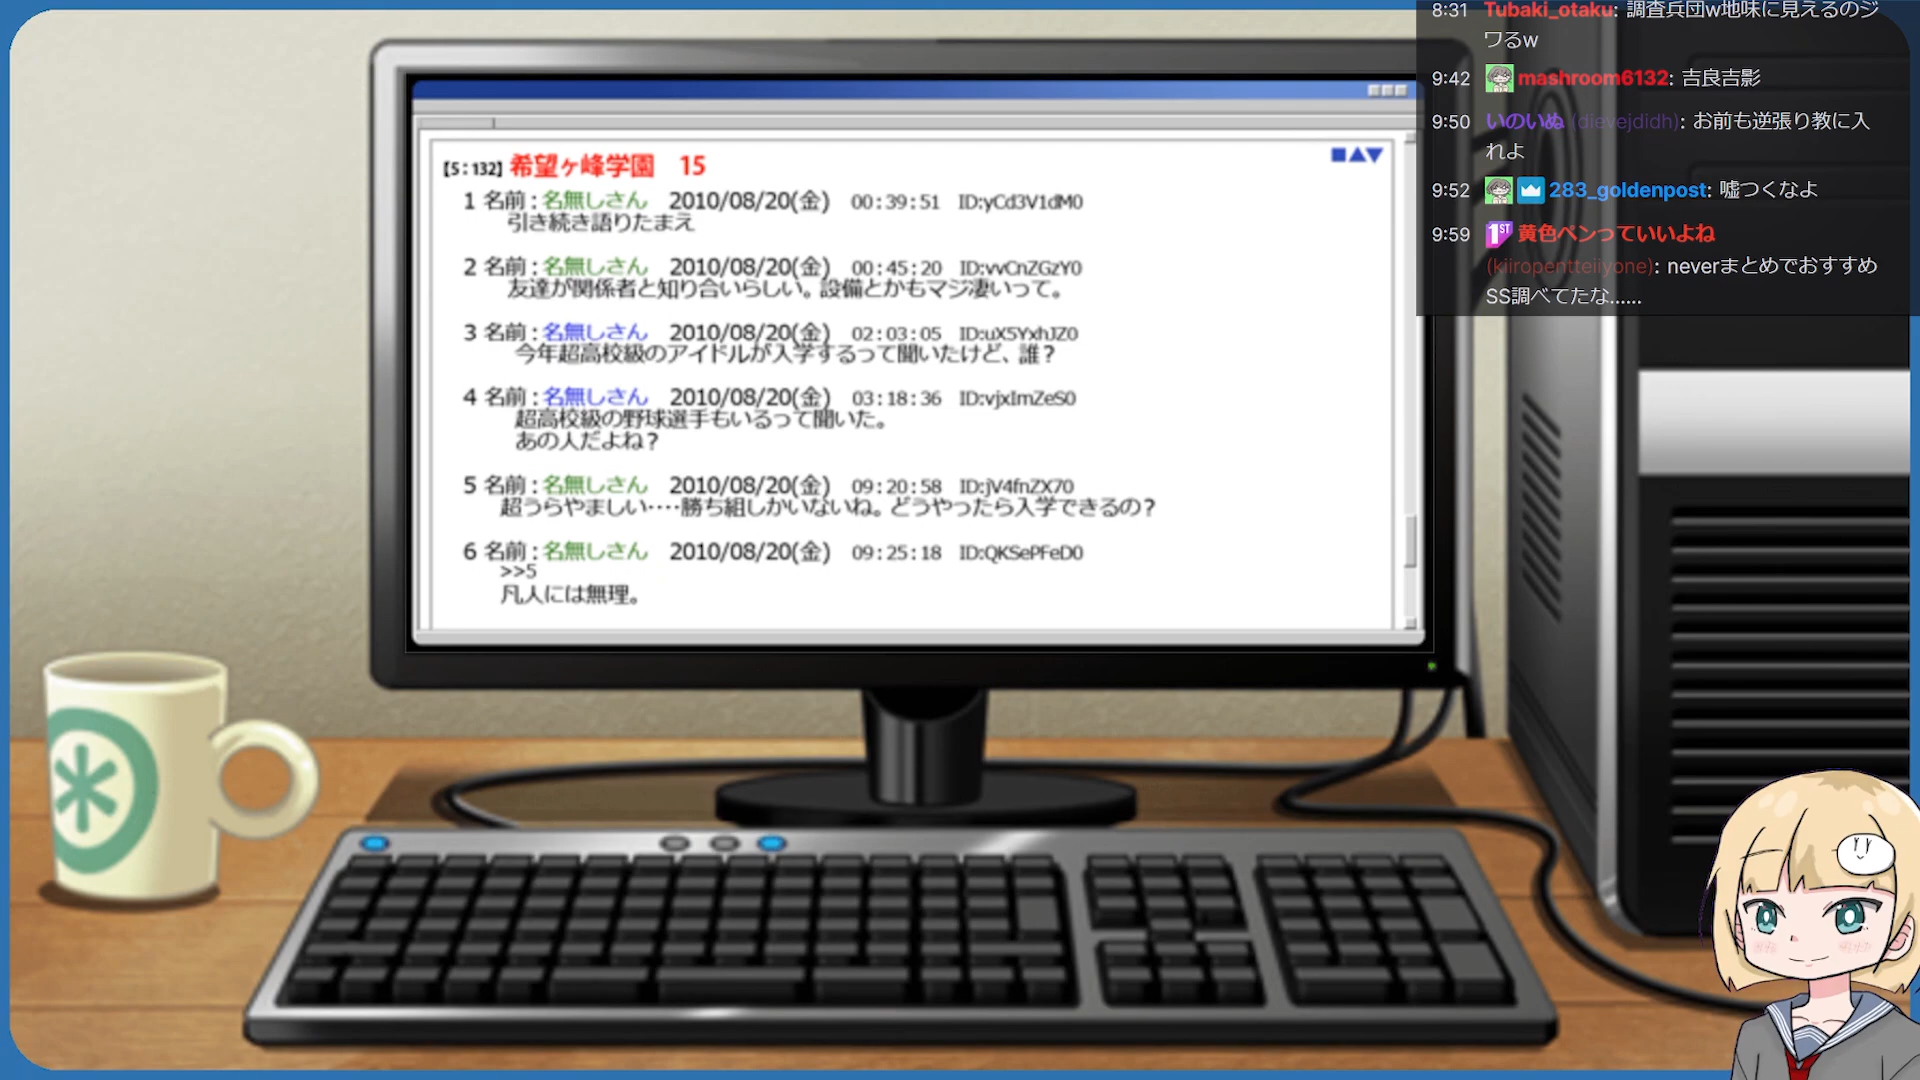 【5：132】希望ヶ峰学園　15
■▲▼
1 名前：名無しさん　2010/08/20(金)　00：39：51　ID:yCd3V1dM0
引き続き語りたまえ
2 名前：名無しさん　2010/08/20(金)　00：45：20　ID:vvCnZGzY0
友達が関係者と知り合いらしい。設備とかもマジ凄いって。
3 名前：名無しさん　2010/08/20(金)　02：03：05　ID:uX5YxhJZ0
今年超高校級のアイドルが入学するって聞いたけど、誰？
4 名前：名無しさん　2010/08/20(金)　03：18：36　ID:vjxImZeS0
超高校級の野球選手もいるって聞いた。
あの人だよね？
5 名前：名無しさん　2010/08/20(金)　09：20：58　ID:jV4fnZX70
超うらやましい‥‥勝ち組しかいないね。どうやったら入学できるの？
6 名前：名無しさん　2010/08/20(金)　09：25：18　ID:QKSePFeD0
>>5
凡人には無理。
8:31 Tubaki_otaku: 調査兵団w地味に見えるのジ
ワるw
9:42 mashroom6132: 吉良吉影
9:50 いのいぬ (dievejdidh): お前も逆張り教に入
れよ
9:52 283_goldenpost: 嘘つくなよ
9:59 1ST 黄色ペンっていいよね
(kiiropentteiiyone): neverまとめでおすすめ
SS調べてたな......